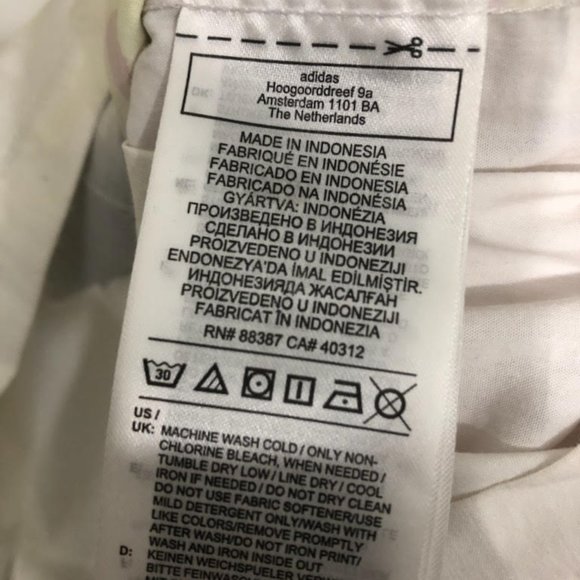 adidas
Hoogoorddreef 9a
Amsterdam 1101 BA
The Netherlands
MADE IN INDONESIA
FABRIQUÉ EN INDONÉSIE
FABRICADO EN INDONESIA
FABRICADO NA INDONÉSIA
GYÁRTVA: INDONÉZIA
ПРОИЗВЕДЕНО В ИНДОНЕЗИЯ
СДЕЛАНО В ИНДОНЕЗИИ
PROIZVEDENO U INDONEZIJI
ENDONEZYA'DA İMAL EDİLMİŞTİR.
ИНДОНЕЗИЯДА ЖАСАЛҒАН
PROIZVEDENO U INDONEZIJI
FABRICAT ÎN INDONEZIA
RN# 88387 CA# 40312
30
US /
UK: MACHINE WASH COLD / ONLY NON-
CHLORINE BLEACH, WHEN NEEDED /
TUMBLE DRY LOW / LINE DRY / COOL
IRON IF NEEDED / DO NOT DRY CLEAN
DO NOT USE FABRIC SOFTENER/USE
MILD DETERGENT ONLY/WASH WITH
LIKE COLORS/REMOVE PROMPTLY
AFTER WASH/DO NOT IRON PRINT/
WASH AND IRON INSIDE OUT
D: KEINEN WEICHSPÜLER
BITTE